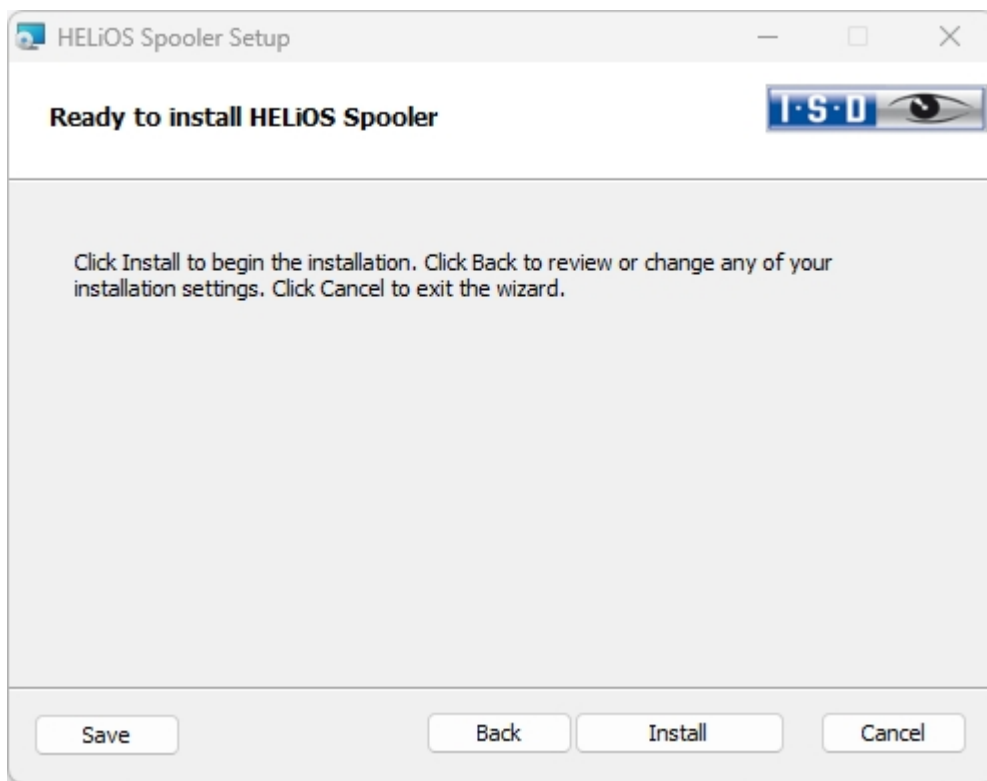 HELiOS Spooler Setup
Ready to install HELiOS Spooler
I·S·D
Click Install to begin the installation. Click Back to review or change any of your
installation settings. Click Cancel to exit the wizard.
Save
Back
Install
Cancel